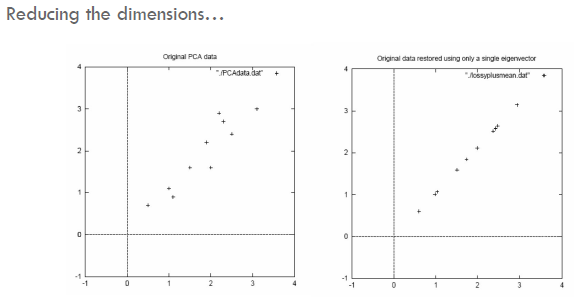 Reducing the dimensions...
Original PCA data
"./PCAdata.dat"
4
3
2
1
0
-1
-1 0 1 2 3 4
Original data restored using only a single eigenvector
"./lossyplusmean.dat"
4
3
2
1
0
-1
-1 0 1 2 3 4